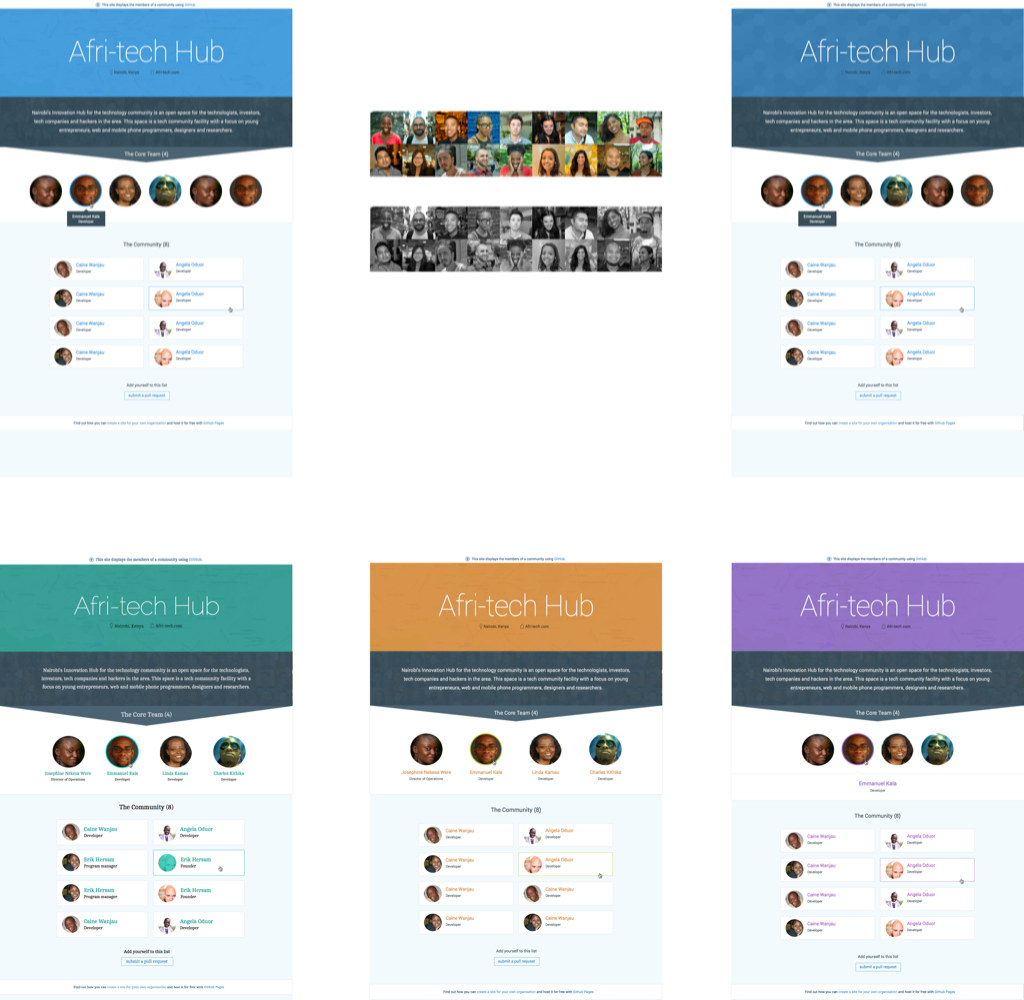 This site displays the members of a community using GitHub.
Afri-tech Hub
Nairobi, Kenya Afri-tech.com
Nairobi's Innovation Hub for the technology community is an open space for the technologists, investors,
tech companies and hackers in the area. This space is a tech community facility with a focus on young
entrepreneurs, web and mobile phone programmers, designers and researchers.
The Core Team (4)
Emmanuel Kala
Developer
The Community (8)
Caine Wanjau Angela Oduor
Developer Developer
Caine Wanjau Angela Oduor
Developer Developer
Caine Wanjau Angela Oduor
Developer Developer
Caine Wanjau Angela Oduor
Developer Developer
Add yourself to this list
submit a pull request
Find out how you can create a site for your own organisation and host it for free with Github Pages
This site displays the members of a community using GitHub.
Afri-tech Hub
Nairobi, Kenya Afri-tech.com
Nairobi's Innovation Hub for the technology community is an open space for the technologists, investors,
tech companies and hackers in the area. This space is a tech community facility with a focus on young
entrepreneurs, web and mobile phone programmers, designers and researchers.
The Core Team (4)
Emmanuel Kala
Developer
The Community (8)
Caine Wanjau Angela Oduor
Developer Developer
Caine Wanjau Angela Oduor
Developer Developer
Caine Wanjau Angela Oduor
Developer Developer
Caine Wanjau Angela Oduor
Developer Developer
Add yourself to this list
submit a pull request
Find out how you can create a site for your own organisation and host it for free with Github Pages
This site displays the members of a community using GitHub.
Afri-tech Hub
Nairobi, Kenya Afri-tech.com
Nairobi's Innovation Hub for the technology community is an open space for the technologists,
investors, tech companies and hackers in the area. This space is a tech community facility with a
focus on young entrepreneurs, web and mobile phone programmers, designers and researchers.
The Core Team (4)
Josephine Nekesa Were Emmanuel Kala Linda Kamau Charles Kithika
Director of Operations Developer Developer Developer
The Community (8)
Caine Wanjau Angela Oduor
Developer Developer
Erik Hersam Erik Hersam
Program manager Founder
Erik Hersam Erik Hersam
Program manager Founder
Caine Wanjau Angela Oduor
Developer Developer
Add yourself to this list
submit a pull request
Find out how you can create a site for your own organisation and host it for free with Github Pages
This site displays the members of a community using GitHub.
Afri-tech Hub
Nairobi, Kenya Afri-tech.com
Nairobi's Innovation Hub for the technology community is an open space for the technologists, investors,
tech companies and hackers in the area. This space is a tech community facility with a focus on young
entrepreneurs, web and mobile phone programmers, designers and researchers.
The Core Team (4)
Josephine Nekesa Were Emmanuel Kala Linda Kamau Charles Kithika
Director of Operations Developer Developer Developer
The Community (8)
Caine Wanjau Angela Oduor
Developer Developer
Caine Wanjau Angela Oduor
Developer Developer
Caine Wanjau Caine Wanjau
Developer Developer
Caine Wanjau Caine Wanjau
Developer Developer
Add yourself to this list
submit a pull request
Find out how you can create a site for your own organisation and host it for free with Github Pages
This site displays the members of a community using GitHub.
Afri-tech Hub
Nairobi, Kenya Afri-tech.com
Nairobi's Innovation Hub for the technology community is an open space for the technologists, investors,
tech companies and hackers in the area. This space is a tech community facility with a focus on young
entrepreneurs, web and mobile phone programmers, designers and researchers.
The Core Team (4)
Emmanuel Kala
Developer
The Community (8)
Caine Wanjau Angela Oduor
Developer Developer
Caine Wanjau Angela Oduor
Developer Developer
Caine Wanjau Angela Oduor
Developer Developer
Caine Wanjau Angela Oduor
Developer Developer
Add yourself to this list
submit a pull request
Find out how you can create a site for your own organisation and host it for free with Github Pages